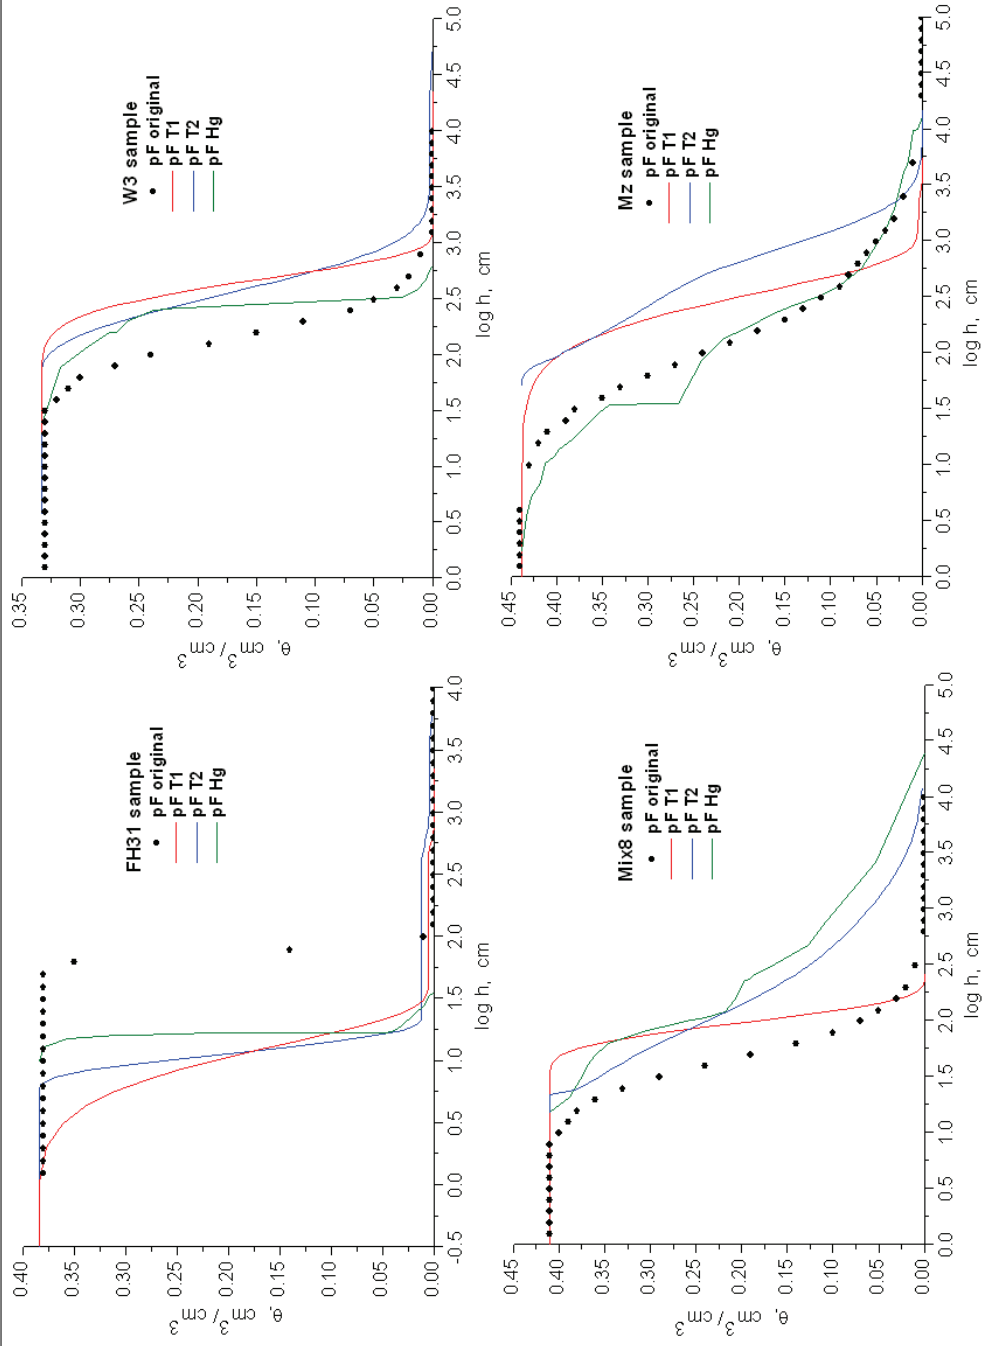 FH31 sample
pF original
pF T1
pF T2
pF Hg
θ, cm³/cm³
0.40
0.35
0.30
0.25
0.20
0.15
0.10
0.05
0.00
-0.5 0.0 0.5 1.0 1.5 2.0 2.5 3.0 3.5 4.0
log h, cm
W3 sample
pF original
pF T1
pF T2
pF Hg
θ, cm³/cm³
0.35
0.30
0.25
0.20
0.15
0.10
0.05
0.00
0.0 0.5 1.0 1.5 2.0 2.5 3.0 3.5 4.0 4.5 5.0
log h, cm
Mix8 sample
pF original
pF T1
pF T2
pF Hg
θ, cm³/cm³
0.45
0.40
0.35
0.30
0.25
0.20
0.15
0.10
0.05
0.00
0.0 0.5 1.0 1.5 2.0 2.5 3.0 3.5 4.0 4.5 5.0
log h, cm
Mz sample
pF original
pF T1
pF T2
pF Hg
θ, cm³/cm³
0.45
0.40
0.35
0.30
0.25
0.20
0.15
0.10
0.05
0.00
0.0 0.5 1.0 1.5 2.0 2.5 3.0 3.5 4.0 4.5 5.0
log h, cm